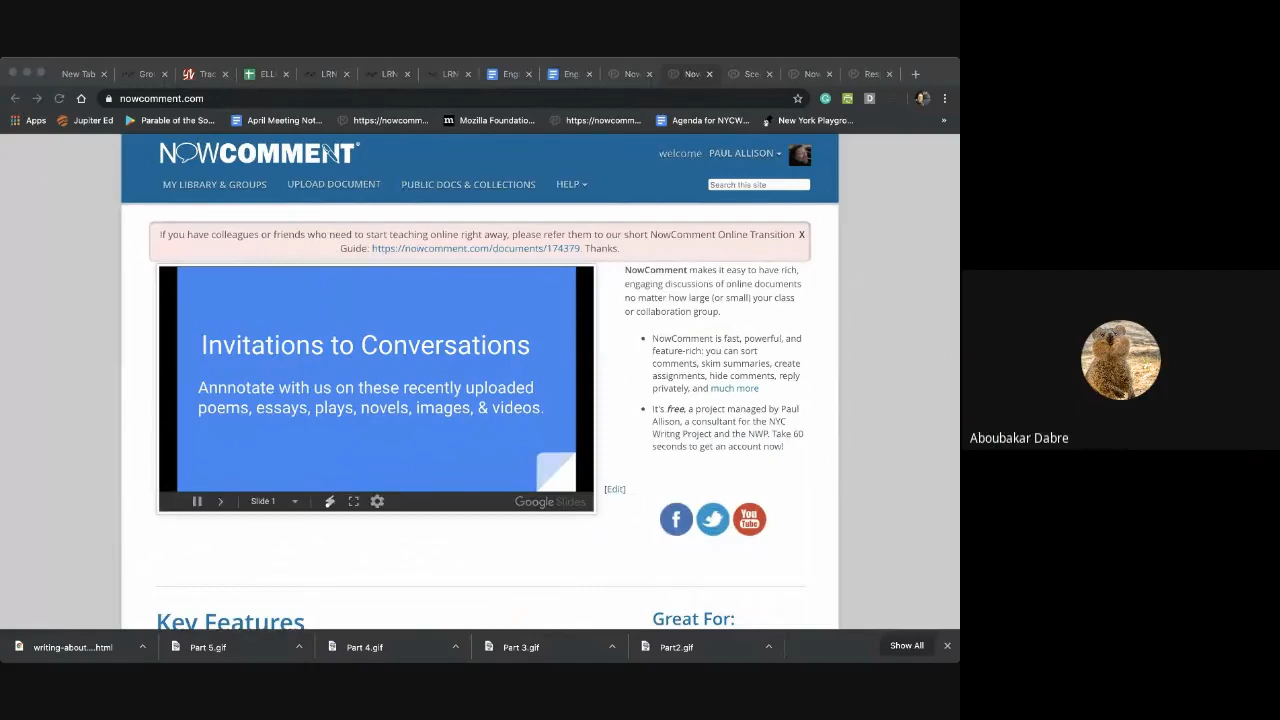 New Tab
Gro
Trac
ELL
LRN
LRN
LRN
Eng
Eng
Nov
Nov
Sce
Nov
Res
nowcomment.com
Apps
Jupiter Ed
Parable of the So...
April Meeting Not...
https://nowcomm...
Mozilla Foundatio...
https://nowcomm...
Agenda for NYCW...
New York Playgro...
»
NOWCOMMENT®
welcome PAUL ALLISON
MY LIBRARY & GROUPS
UPLOAD DOCUMENT
PUBLIC DOCS & COLLECTIONS
HELP
Search this site
If you have colleagues or friends who need to start teaching online right away, please refer them to our short NowComment Online Transition X
Guide: https://nowcomment.com/documents/174379. Thanks.
Invitations to Conversations
Annnotate with us on these recently uploaded
poems, essays, plays, novels, images, & videos.
Slide 1
Google Slides
[Edit]
NowComment makes it easy to have rich,
engaging discussions of online documents
no matter how large (or small) your class
or collaboration group.
• NowComment is fast, powerful, and
feature-rich: you can sort
comments, skim summaries, create
assignments, hide comments, reply
privately, and much more
• It's free, a project managed by Paul
Allison, a consultant for the NYC
Writng Project and the NWP. Take 60
seconds to get an account now!
f
You
Tube
Key Features
Great For:
writing-about....html
Part 5.gif
Part 4.gif
Part 3.gif
Part2.gif
Show All
Aboubakar Dabre